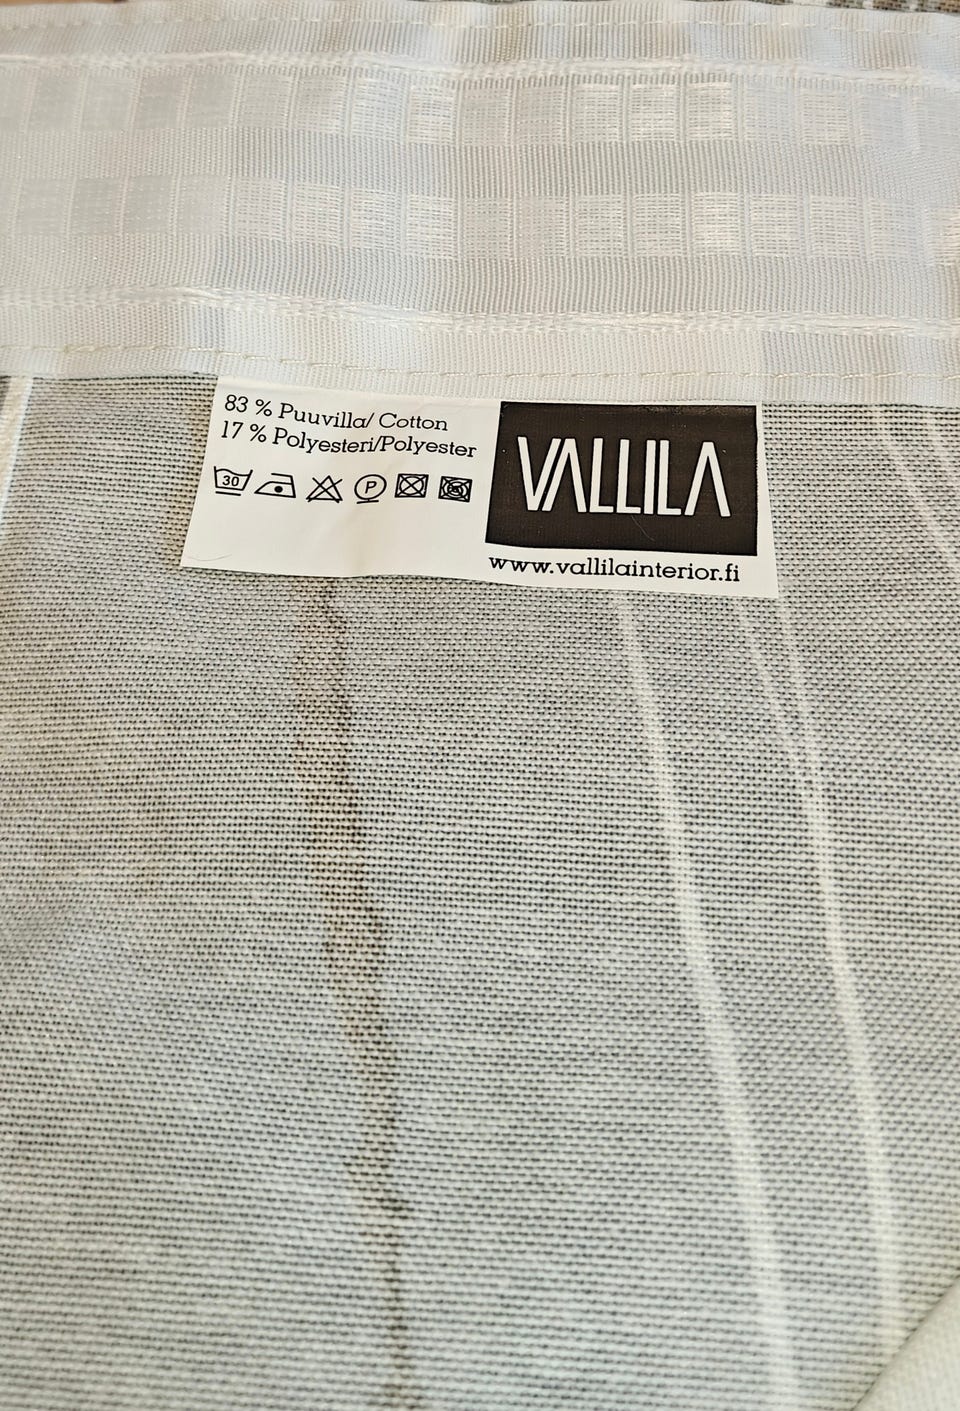 83 % Puuvilla/ Cotton
17 % Polyesteri/Polyester
30 P
VALLILA
www.vallilainterior.fi